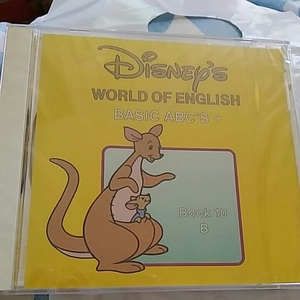 Disney's
WORLD OF ENGLISH
BASIC ABC'S +
Book 10
B